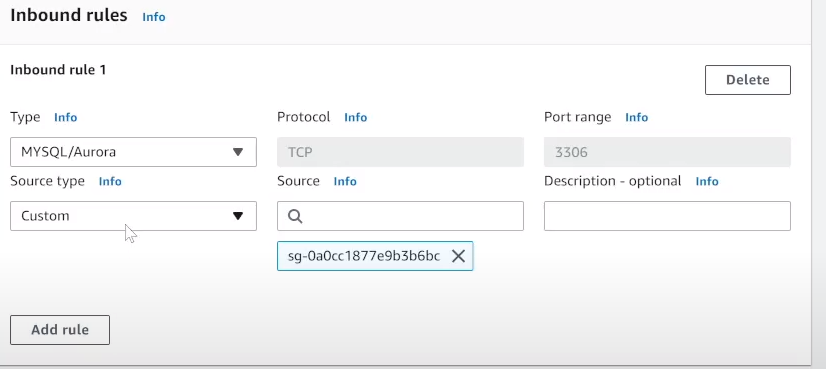 Inbound rules Info
Inbound rule 1
Delete
Type Info Protocol Info Port range Info
MYSQL/Aurora TCP 3306
Source type Info Source Info Description - optional Info
Custom
sg-0a0cc1877e9b3b6bc
Add rule